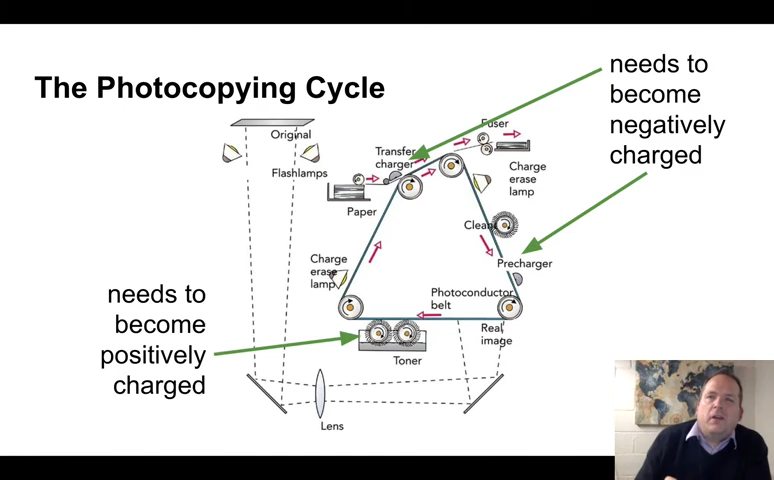 The Photocopying Cycle
needs to
become
negatively
charged
Original
Flashlamps
Transfer
charger
Fuser
Charge
erase
lamp
Paper
Cleaner
Precharger
Charge
erase
lamp
Photoconductor
belt
Real
image
Toner
Lens
needs to
become
positively
charged